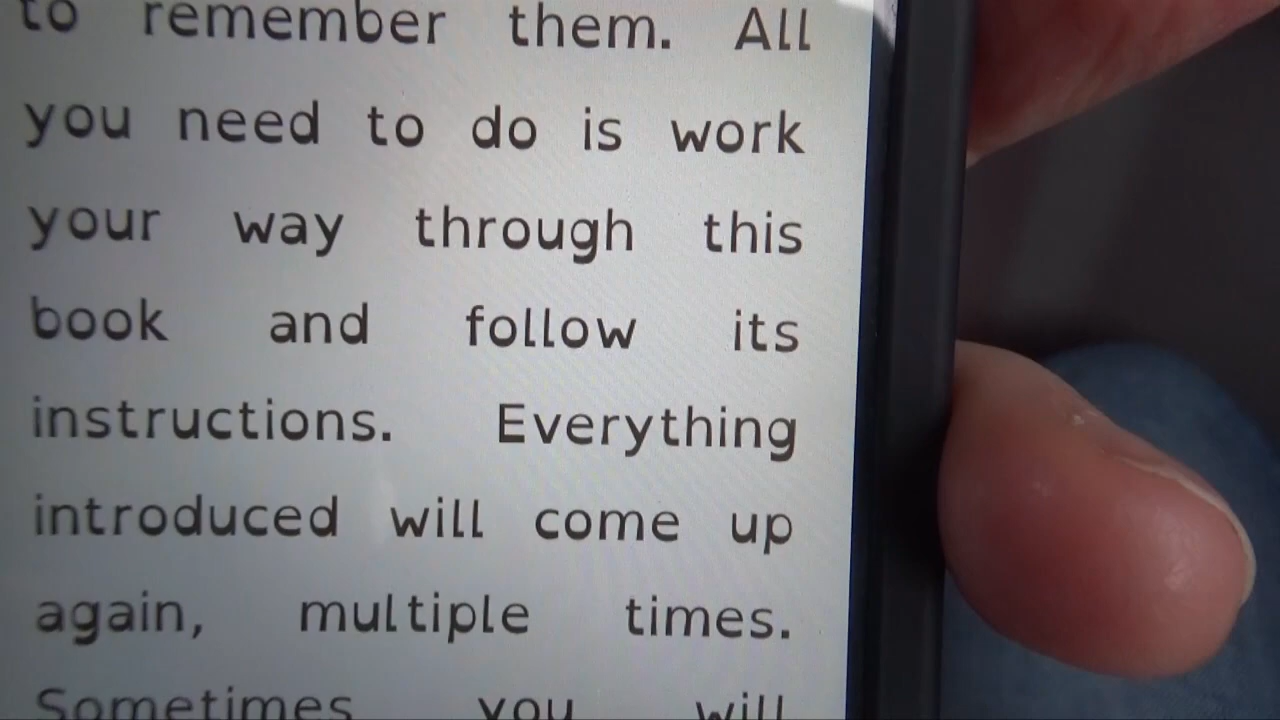 to remember them. All
you need to do is work
your way through this
book and follow its
instructions. Everything
introduced will come up
again, multiple times.
Sometimes you will